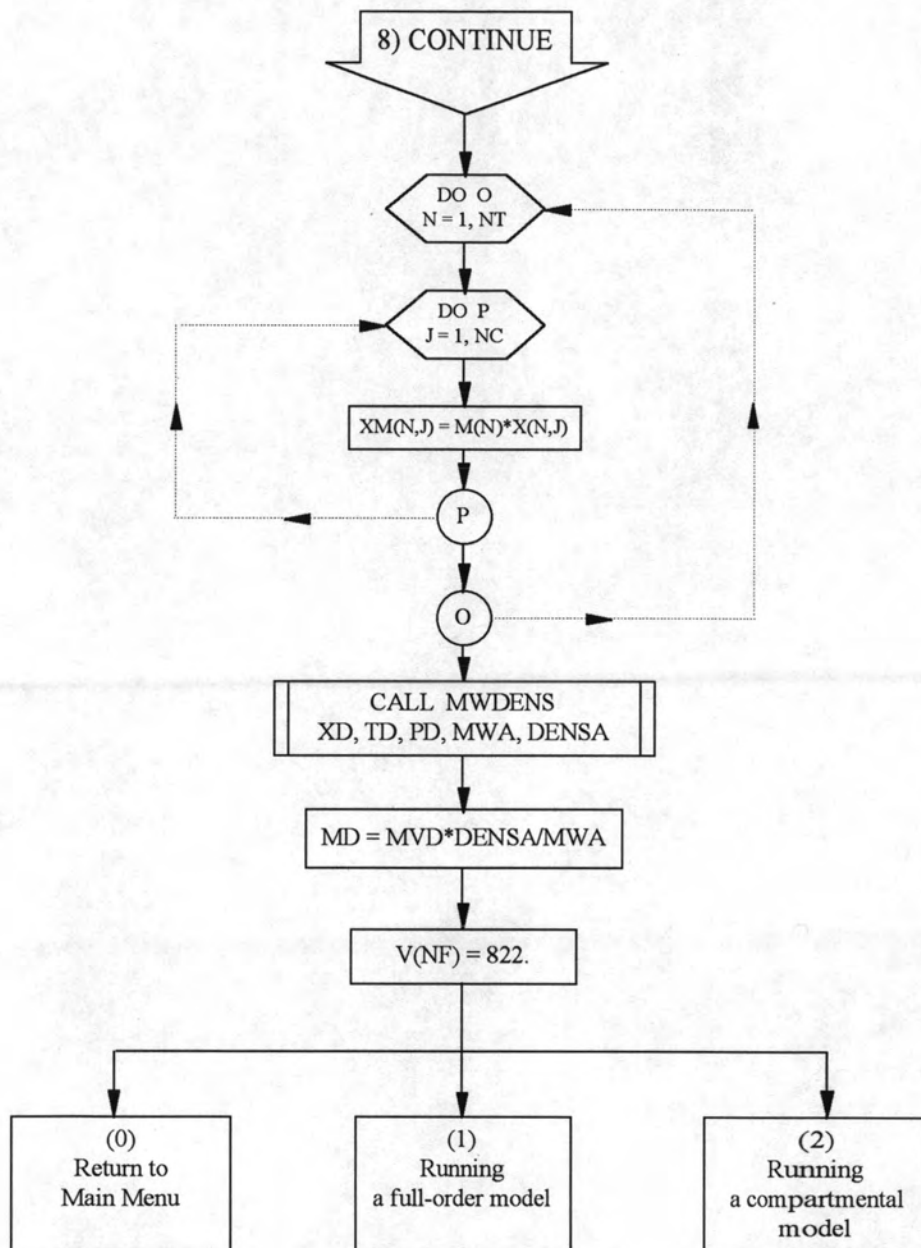 8) CONTINUE
DO O
N = 1, NT
DO P
J = 1, NC
XM(N,J) = M(N)*X(N,J)
P
O
CALL MWDENS
XD, TD, PD, MWA, DENSA
MD = MVD*DENSA/MWA
V(NF) = 822.
(0)
Return to
Main Menu
(1)
Running
a full-order model
(2)
Running
a compartmental
model